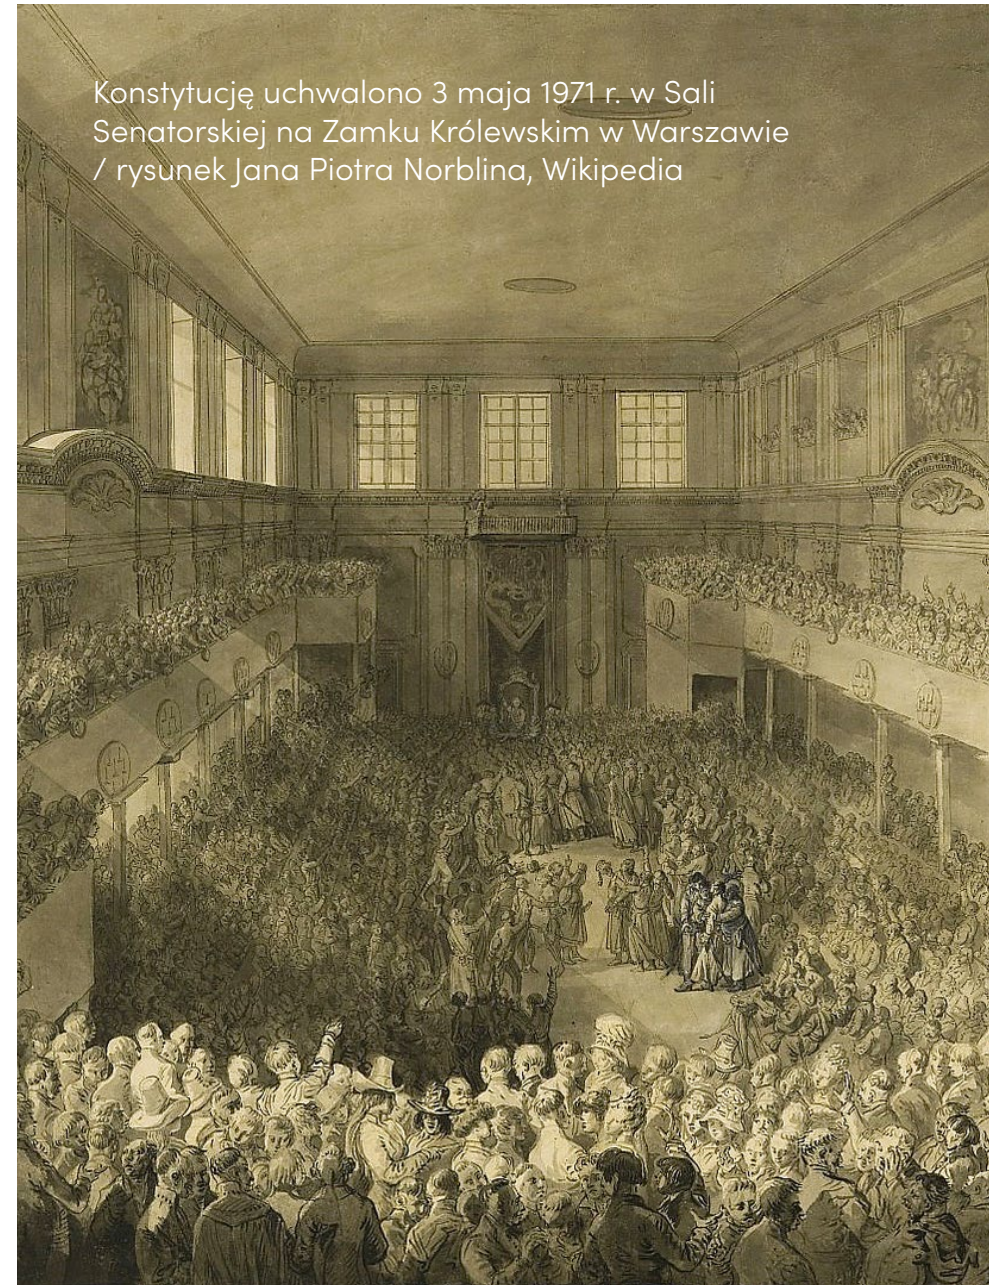 Konstytucję uchwalono 3 maja 1971 r. w Sali
Senatorskiej na Zamku Królewskim w Warszawie
/ rysunek Jana Piotra Norblina, Wikipedia